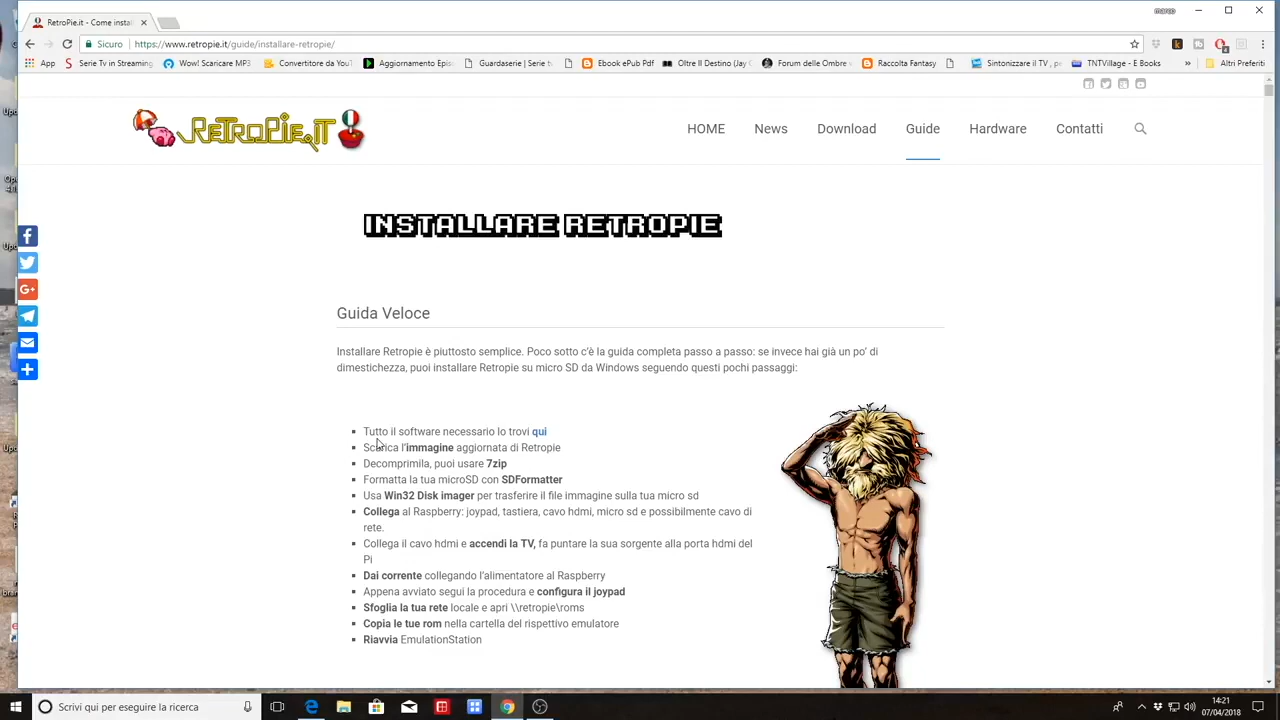 marco
RetroPie.it - Come instal
Sicuro https://www.retropie.it/guide/installare-retropie/
App Serie Tv in Streaming Wow! Scaricare MP3 Convertitore da YouT Aggiornamento Epis Guardaserie | Serie tv Ebook ePub Pdf Oltre Il Destino (Jay C Forum delle Ombre Raccolta Fantasy Sintonizzare il TV , pe TNTVillage - E Books » Altri Preferiti
RETROPIE.IT
HOME News Download Guide Hardware Contatti
INSTALLARE RETROPIE
Guida Veloce
Installare Retropie è piuttosto semplice. Poco sotto c'è la guida completa passo a passo: se invece hai già un po' di
dimestichezza, puoi installare Retropie su micro SD da Windows seguendo questi pochi passaggi:
Tutto il software necessario lo trovi qui
Scarica l'immagine aggiornata di Retropie
Decomprimila, puoi usare 7zip
Formatta la tua microSD con SDFormatter
Usa Win32 Disk imager per trasferire il file immagine sulla tua micro sd
Collega al Raspberry: joypad, tastiera, cavo hdmi, micro sd e possibilmente cavo di
rete.
Collega il cavo hdmi e accendi la TV, fa puntare la sua sorgente alla porta hdmi del
Pi
Dai corrente collegando l'alimentatore al Raspberry
Appena avviato segui la procedura e configura il joypad
Sfoglia la tua rete locale e apri \\retropie\roms
Copia le tue rom nella cartella del rispettivo emulatore
Riavvia EmulationStation
Scrivi qui per eseguire la ricerca
14:21
07/04/2018